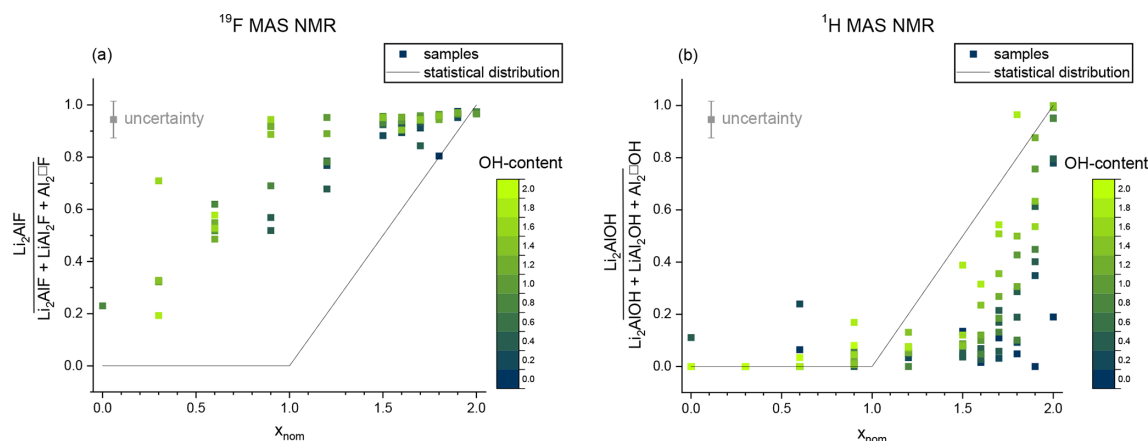 ¹⁹F MAS NMR
(a)
samples
statistical distribution
uncertainty
1.0
0.8
0.6
0.4
0.2
0.0
Li₂AlF
Li₂AlF + LiAl₂F + Al₂□F
0.0
0.5
1.0
1.5
2.0
xₙₒₘ
OH-content
2.0
1.8
1.6
1.4
1.2
1.0
0.8
0.6
0.4
0.2
0.0
¹H MAS NMR
(b)
samples
statistical distribution
uncertainty
1.0
0.8
0.6
0.4
0.2
0.0
Li₂AlOH
Li₂AlOH + LiAl₂OH + Al₂□OH
0.0
0.5
1.0
1.5
2.0
xₙₒₘ
OH-content
2.0
1.8
1.6
1.4
1.2
1.0
0.8
0.6
0.4
0.2
0.0